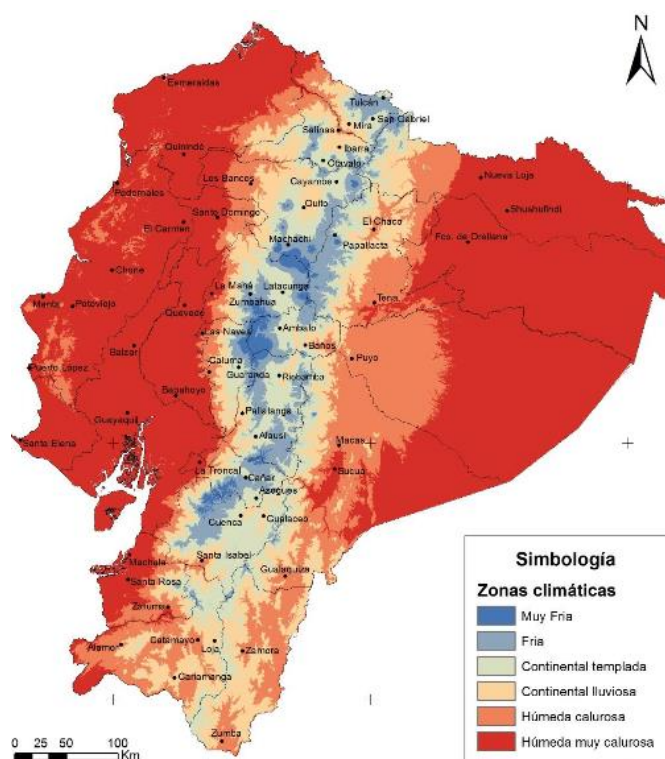 N
Esmeraldas
Tulcán
San Gabriel
Mira
Salinas
Ibarra
Otavalo
Quinindé
Los Bancos
Cayambe
Nueva Loja
Pedernales
Quito
Shushufindi
Santo Domingo
El Carmen
El Chaco
Fco. de Orellana
Machachi
Papallacta
Chone
La Maná
Latacunga
Tena
Manta
Portoviejo
Zumbahua
Quevedo
Las Naves
Ambato
Balzar
Baños
Puyo
Puerto López
Caluma
Guaranda
Riobamba
Babahoyo
Guayaquil
Pallatanga
Santa Elena
Alausí
Macas
La Troncal
Sucua
Cañar
Azogues
Cuenca
Gualaceo
Machala
Santa Isabel
Santa Rosa
Gualaquiza
Zaruma
Alamor
Catamayo
Loja
Zamora
Cariamanga
Zumba
Simbología
Zonas climáticas
Muy Fria
Fria
Continental templada
Continental lluviosa
Húmeda calurosa
Húmeda muy calurosa
0 25 50 100
Km